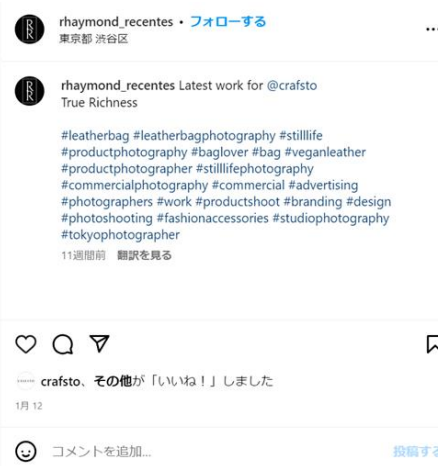 rhaymond_recentes • フォローする
東京都 渋谷区
rhaymond_recentes Latest work for @crafsto
True Richness
#leatherbag #leatherbagphotography #stilllife
#productphotography #baglover #bag #veganleather
#productphotographer #stilllifephotography
#commercialphotography #commercial #advertising
#photographers #work #productshoot #branding #design
#photoshooting #fashionaccessories #studiophotography
#tokyophotographer
11週間前 翻訳を見る
crafsto、その他が「いいね！」しました
1月 12
コメントを追加...
投稿する